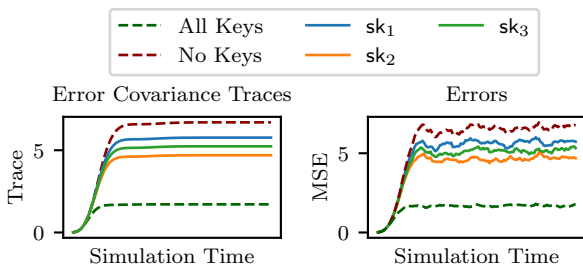 All Keys
No Keys
sk1
sk2
sk3
Error Covariance Traces
Errors
Trace
5
0
Simulation Time
MSE
5
0
Simulation Time